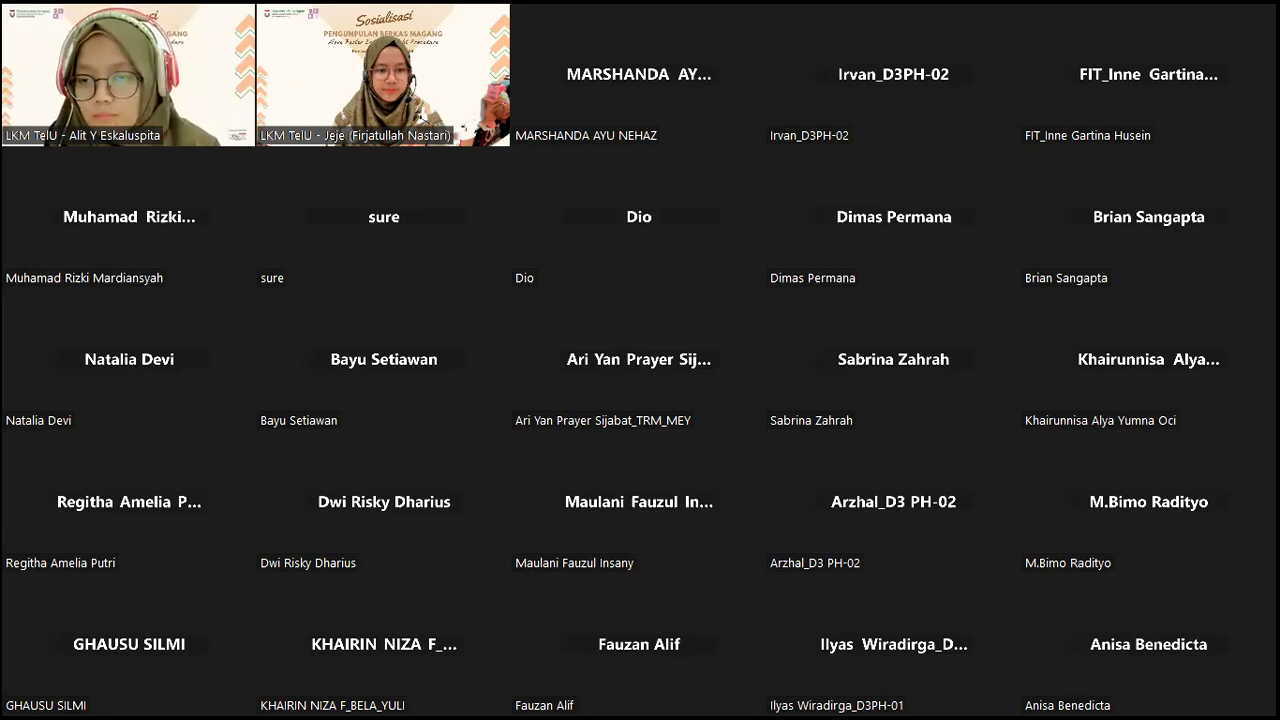 Sosialisasi
PENGUMPULAN BERKAS MAGANG
LKM TelU - Alit Y Eskaluspita
LKM TelU - Jeje (Firjatullah Nastari)
MARSHANDA AY...
MARSHANDA AYU NEHAZ
Irvan_D3PH-02
Irvan_D3PH-02
FIT_Inne Gartina...
FIT_Inne Gartina Husein
Muhamad Rizki...
Muhamad Rizki Mardiansyah
sure
sure
Dio
Dio
Dimas Permana
Dimas Permana
Brian Sangapta
Brian Sangapta
Natalia Devi
Natalia Devi
Bayu Setiawan
Bayu Setiawan
Ari Yan Prayer Sij...
Ari Yan Prayer Sijabat_TRM_MEY
Sabrina Zahrah
Sabrina Zahrah
Khairunnisa Alya...
Khairunnisa Alya Yumna Oci
Regitha Amelia P...
Regitha Amelia Putri
Dwi Risky Dharius
Dwi Risky Dharius
Maulani Fauzul In...
Maulani Fauzul Insany
Arzhal_D3 PH-02
Arzhal_D3 PH-02
M.Bimo Radityo
M.Bimo Radityo
GHAUSU SILMI
GHAUSU SILMI
KHAIRIN NIZA F_...
KHAIRIN NIZA F_BELA_YULI
Fauzan Alif
Fauzan Alif
Ilyas Wiradirga_D...
Ilyas Wiradirga_D3PH-01
Anisa Benedicta
Anisa Benedicta